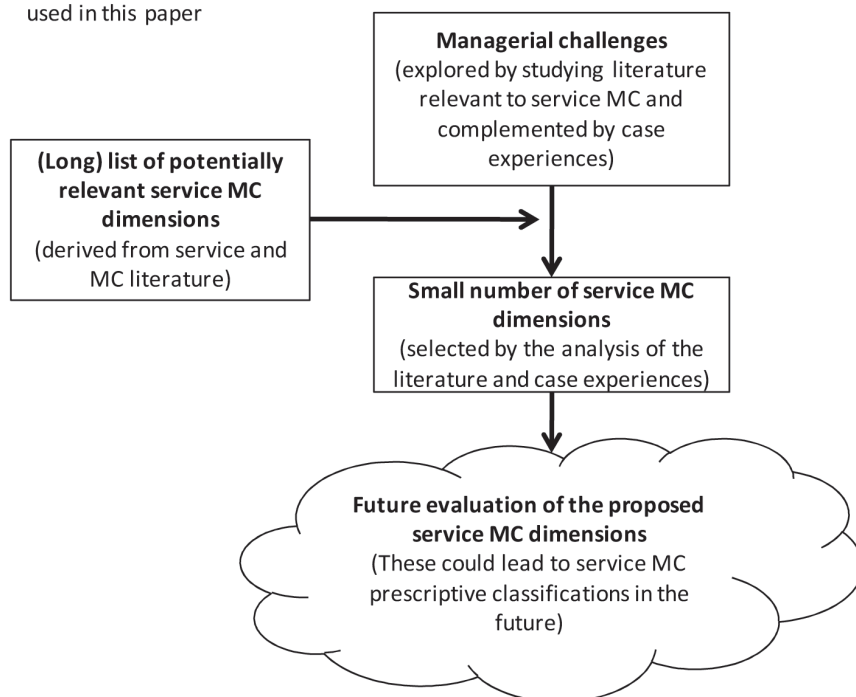 used in this paper
Managerial challenges
(explored by studying literature
relevant to service MC and
complemented by case
experiences)
(Long) list of potentially
relevant service MC
dimensions
(derived from service and
MC literature)
Small number of service MC
dimensions
(selected by the analysis of the
literature and case experiences)
Future evaluation of the proposed
service MC dimensions
(These could lead to service MC
prescriptive classifications in the
future)